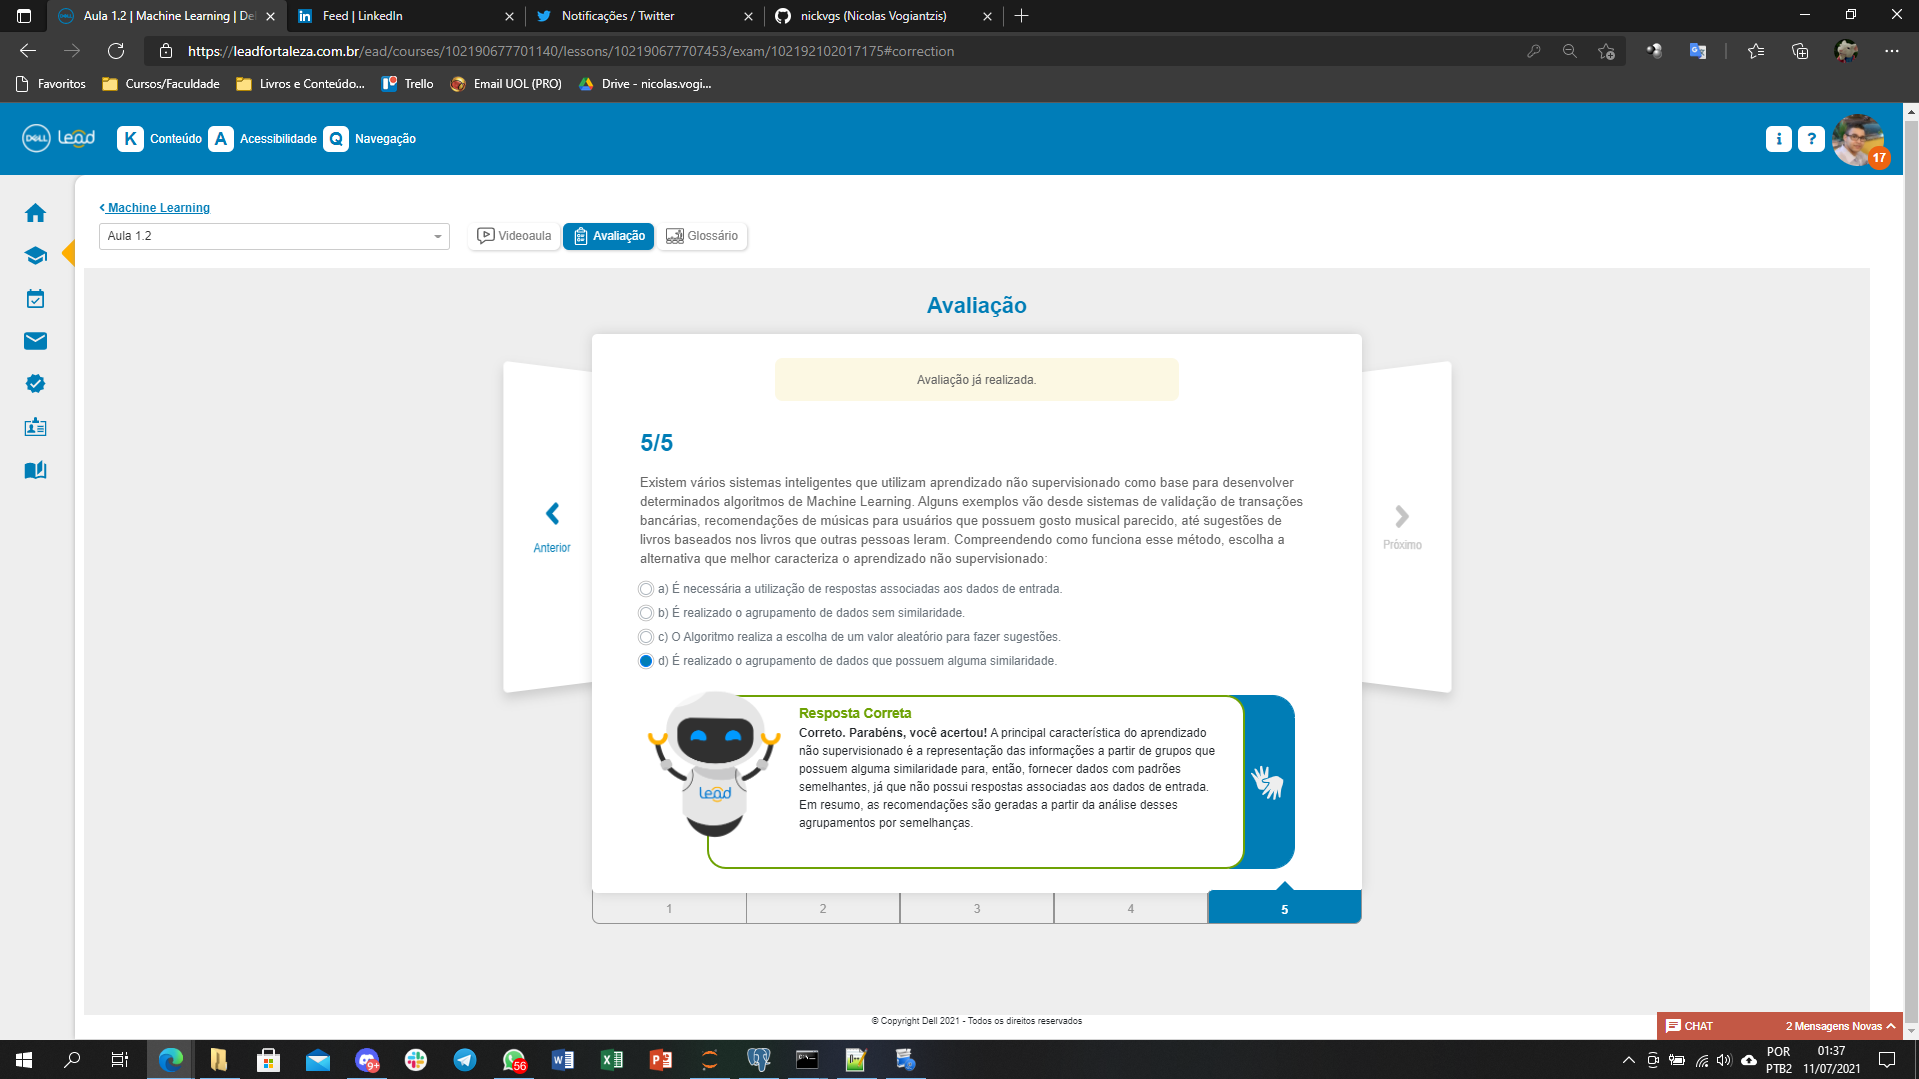 Aula 1.2 | Machine Learning | De
Feed | LinkedIn
Notificações / Twitter
nickvgs (Nicolas Vogiantzis)
https://leadfortaleza.com.br/ead/courses/102190677701140/lessons/102190677707453/exam/102192102017175#correction
Favoritos
Cursos/Faculdade
Livros e Conteúdo...
Trello
Email UOL (PRO)
Drive - nicolas.vogi...
DELL Lead
K Conteúdo A Acessibilidade Q Navegação
i ?
17
Machine Learning
Aula 1.2
Videoaula
Avaliação
Glossário
Avaliação
Avaliação já realizada.
5/5
Existem vários sistemas inteligentes que utilizam aprendizado não supervisionado como base para desenvolver
determinados algoritmos de Machine Learning. Alguns exemplos vão desde sistemas de validação de transações
bancárias, recomendações de músicas para usuários que possuem gosto musical parecido, até sugestões de
livros baseados nos livros que outras pessoas leram. Compreendendo como funciona esse método, escolha a
alternativa que melhor caracteriza o aprendizado não supervisionado:
Anterior
Próximo
a) É necessária a utilização de respostas associadas aos dados de entrada.
b) É realizado o agrupamento de dados sem similaridade.
c) O Algoritmo realiza a escolha de um valor aleatório para fazer sugestões.
d) É realizado o agrupamento de dados que possuem alguma similaridade.
Resposta Correta
Correto. Parabéns, você acertou! A principal característica do aprendizado
não supervisionado é a representação das informações a partir de grupos que
possuem alguma similaridade para, então, fornecer dados com padrões
semelhantes, já que não possui respostas associadas aos dados de entrada.
Em resumo, as recomendações são geradas a partir da análise desses
agrupamentos por semelhanças.
Lead
1 2 3 4 5
© Copyright Dell 2021 - Todos os direitos reservados
CHAT
2 Mensagens Novas
9+
56
POR
PTB2
01:37
11/07/2021